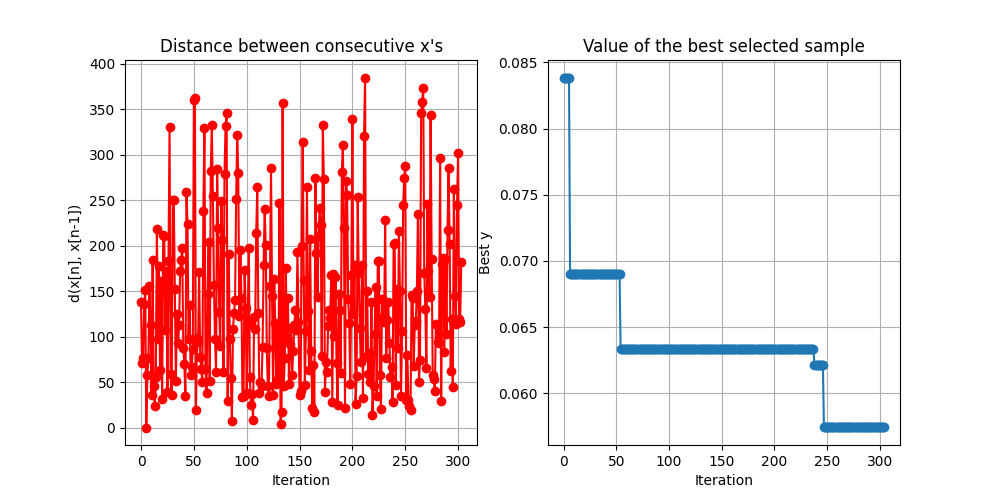 Distance between consecutive x's
400
350
300
250
200
150
100
50
0
d(x[n], x[n-1])
0 50 100 150 200 250 300
Iteration
Value of the best selected sample
0.085
0.080
0.075
0.070
0.065
0.060
Best y
0 50 100 150 200 250 300
Iteration